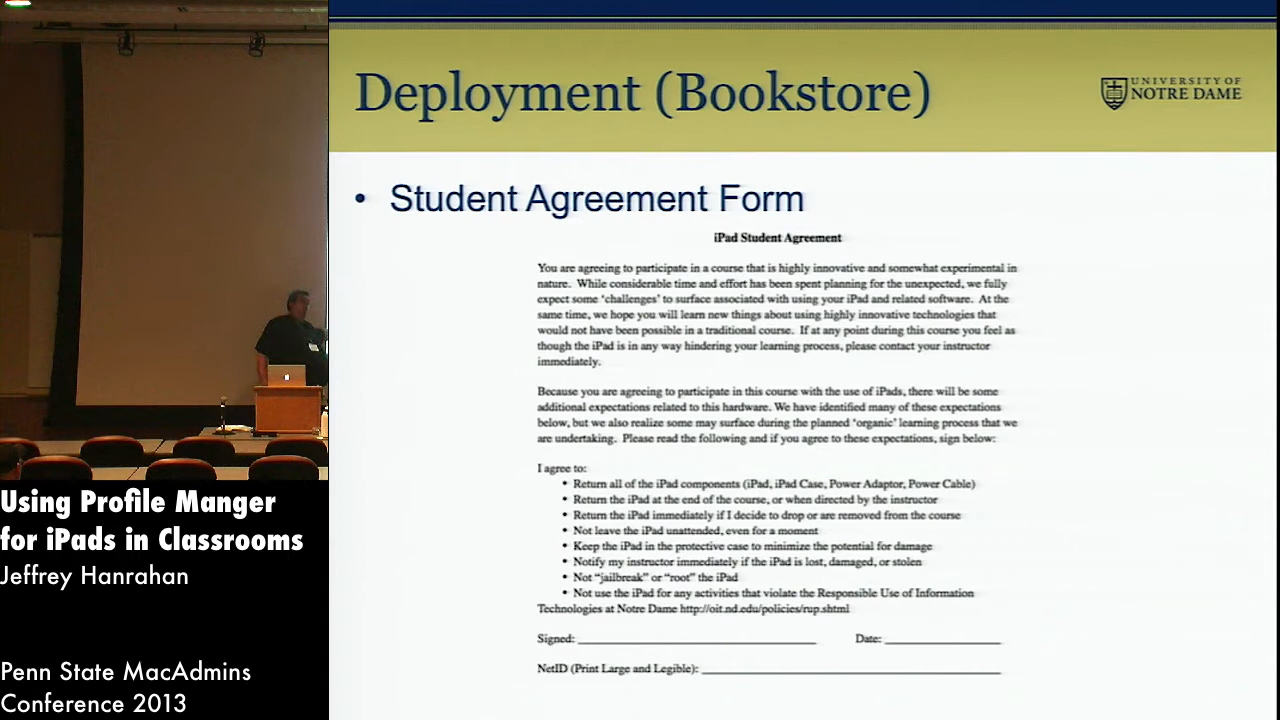 Deployment (Bookstore)
UNIVERSITY OF
NOTRE DAME
• Student Agreement Form
iPad Student Agreement
You are agreeing to participate in a course that is highly innovative and somewhat experimental in
nature. While considerable time and effort has been spent planning for the unexpected, we fully
expect some 'challenges' to surface associated with using your iPad and related software. At the
same time, we hope you will learn new things about using highly innovative technologies that
would not have been possible in a traditional course. If at any point during this course you feel as
though the iPad is in any way hindering your learning process, please contact your instructor
immediately.
Because you are agreeing to participate in this course with the use of iPads, there will be some
additional expectations related to this hardware. We have identified many of these expectations
below, but we also realize some may surface during the planned 'organic' learning process that we
are undertaking. Please read the following and if you agree to these expectations, sign below:
I agree to:
• Return all of the iPad components (iPad, iPad Case, Power Adaptor, Power Cable)
• Return the iPad at the end of the course, or when directed by the instructor
• Return the iPad immediately if I decide to drop or are removed from the course
• Not leave the iPad unattended, even for a moment
• Keep the iPad in the protective case to minimize the potential for damage
• Notify my instructor immediately if the iPad is lost, damaged, or stolen
• Not "jailbreak" or "root" the iPad
• Not use the iPad for any activities that violate the Responsible Use of Information
Technologies at Notre Dame http://oit.nd.edu/policies/rup.shtml
Signed: ____________ Date: ____________
NetID (Print Large and Legible): ____________
Using Profile Manger
for iPads in Classrooms
Jeffrey Hanrahan
Penn State MacAdmins
Conference 2013